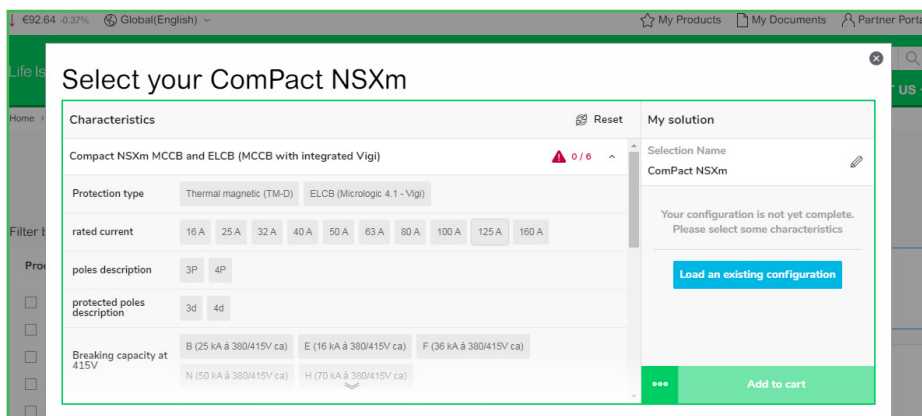 €92.64 -0.37% Global(English) My Products My Documents Partner Porta
Life Is
US
Select your ComPact NSXm
Home
Characteristics Reset My solution
Compact NSXm MCCB and ELCB (MCCB with integrated Vigi) 0 / 6
Selection Name
ComPact NSXm
Protection type Thermal magnetic (TM-D) ELCB (Micrologic 4.1 - Vigi)
Your configuration is not yet complete.
Please select some characteristics
Filter b
rated current 16 A 25 A 32 A 40 A 50 A 63 A 80 A 100 A 125 A 160 A
Proc
poles description 3P 4P
Load an existing configuration
protected poles
description
3d 4d
Breaking capacity at
415V
B (25 kA á 380/415V ca) E (16 kA á 380/415V ca) F (36 kA á 380/415V ca)
N (50 kA á 380/415V ca) H (70 kA á 380/415V ca)
Add to cart